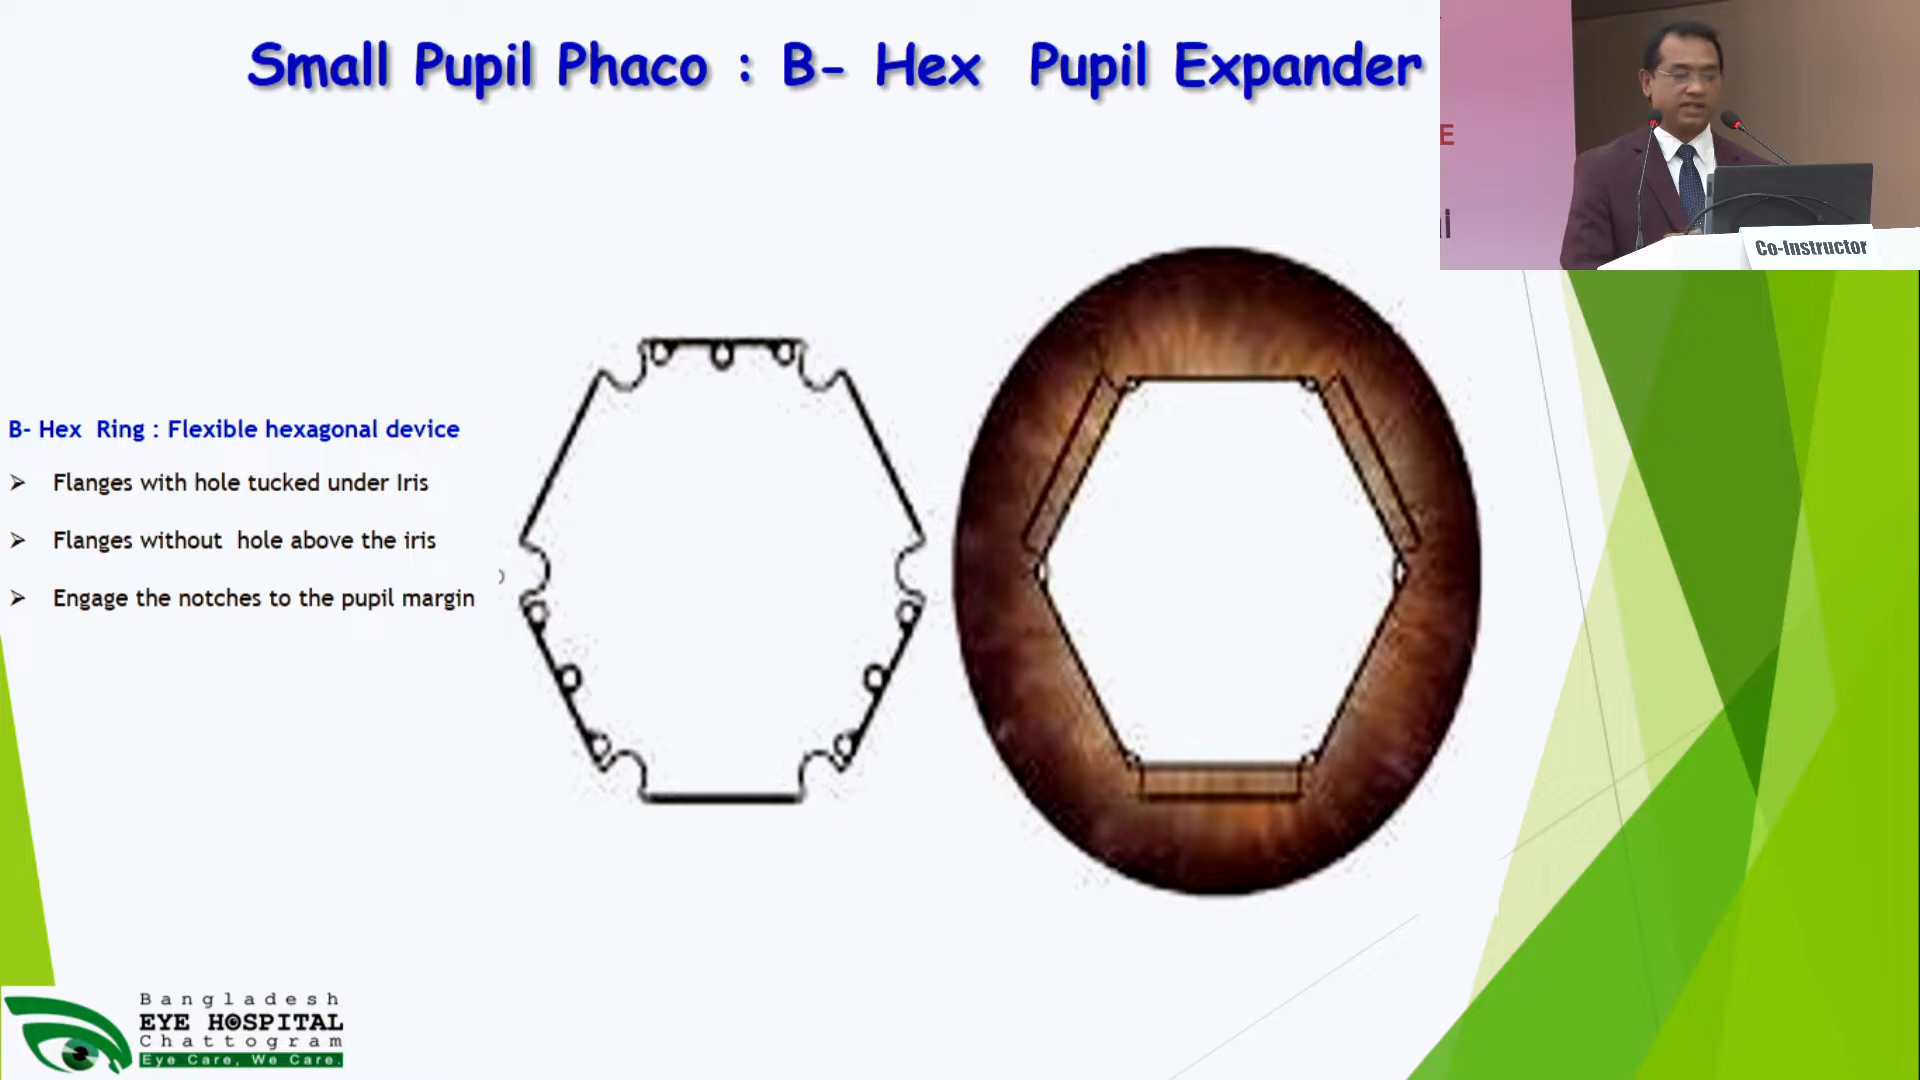 Small Pupil Phaco : B- Hex Pupil Expander
E
Co-Instructor
B- Hex Ring : Flexible hexagonal device
Flanges with hole tucked under Iris
Flanges without hole above the iris
Engage the notches to the pupil margin
Bangladesh
EYE HOSPITAL
Chattogram
Eye Care, We Care.